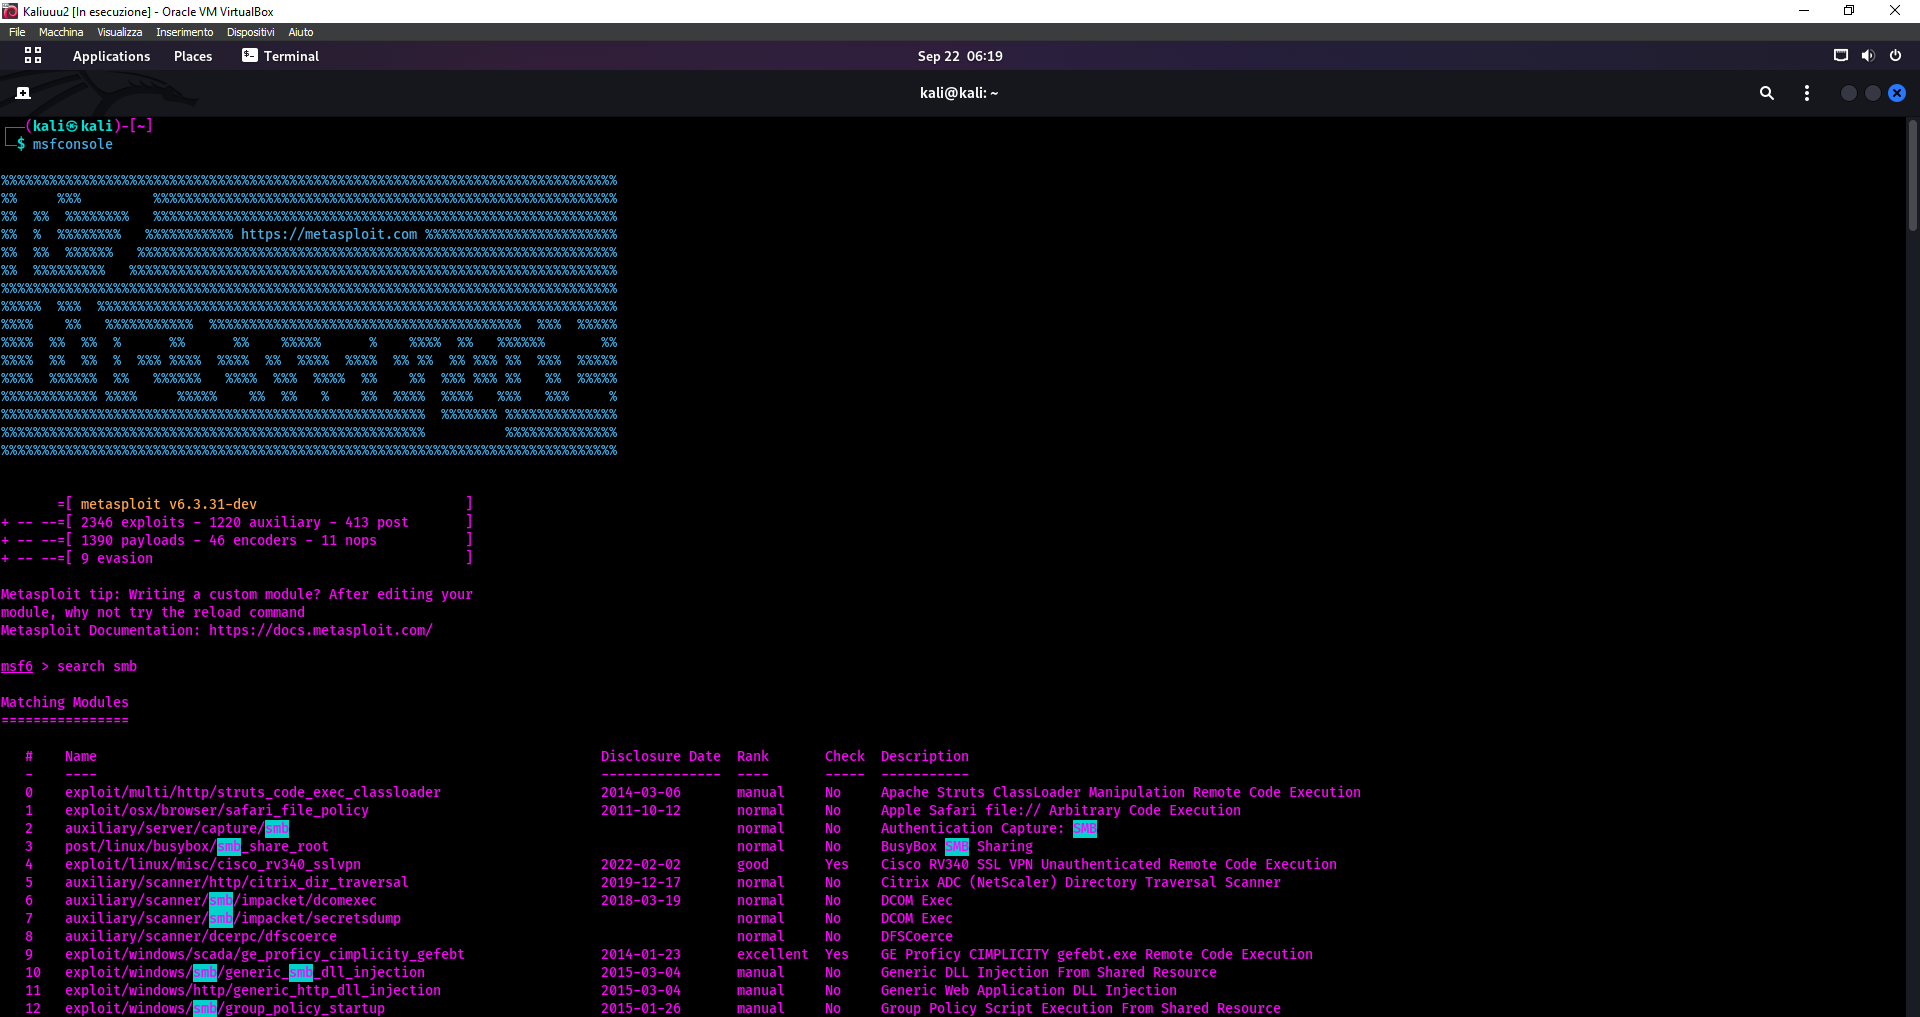 Kaliuuu2 [In esecuzione] - Oracle VM VirtualBox
File Macchina Visualizza Inserimento Dispositivi Aiuto
Applications Places Terminal Sep 22 06:19
kali@kali: ~
(kali㉿kali)-[~]
$ msfconsole
https://metasploit.com
=[ metasploit v6.3.31-dev ]
+ -- --=[ 2346 exploits - 1220 auxiliary - 413 post ]
+ -- --=[ 1390 payloads - 46 encoders - 11 nops ]
+ -- --=[ 9 evasion ]
Metasploit tip: Writing a custom module? After editing your
module, why not try the reload command
Metasploit Documentation: https://docs.metasploit.com/
msf6 > search smb
Matching Modules
================
# Name Disclosure Date Rank Check Description
- ---- --------------- ---- ----- -----------
0 exploit/multi/http/struts_code_exec_classloader 2014-03-06 manual No Apache Struts ClassLoader Manipulation Remote Code Execution
1 exploit/osx/browser/safari_file_policy 2011-10-12 normal No Apple Safari file:// Arbitrary Code Execution
2 auxiliary/server/capture/smb normal No Authentication Capture: SMB
3 post/linux/busybox/smb_share_root normal No BusyBox SMB Sharing
4 exploit/linux/misc/cisco_rv340_sslvpn 2022-02-02 good Yes Cisco RV340 SSL VPN Unauthenticated Remote Code Execution
5 auxiliary/scanner/http/citrix_dir_traversal 2019-12-17 normal No Citrix ADC (NetScaler) Directory Traversal Scanner
6 auxiliary/scanner/smb/impacket/dcomexec 2018-03-19 normal No DCOM Exec
7 auxiliary/scanner/smb/impacket/secretsdump normal No DCOM Exec
8 auxiliary/scanner/dcerpc/dfscoerce normal No DFSCoerce
9 exploit/windows/scada/ge_proficy_cimplicity_gefebt 2014-01-23 excellent Yes GE Proficy CIMPLICITY gefebt.exe Remote Code Execution
10 exploit/windows/smb/generic_smb_dll_injection 2015-03-04 manual No Generic DLL Injection From Shared Resource
11 exploit/windows/http/generic_http_dll_injection 2015-03-04 manual No Generic Web Application DLL Injection
12 exploit/windows/smb/group_policy_startup 2015-01-26 manual No Group Policy Script Execution From Shared Resource